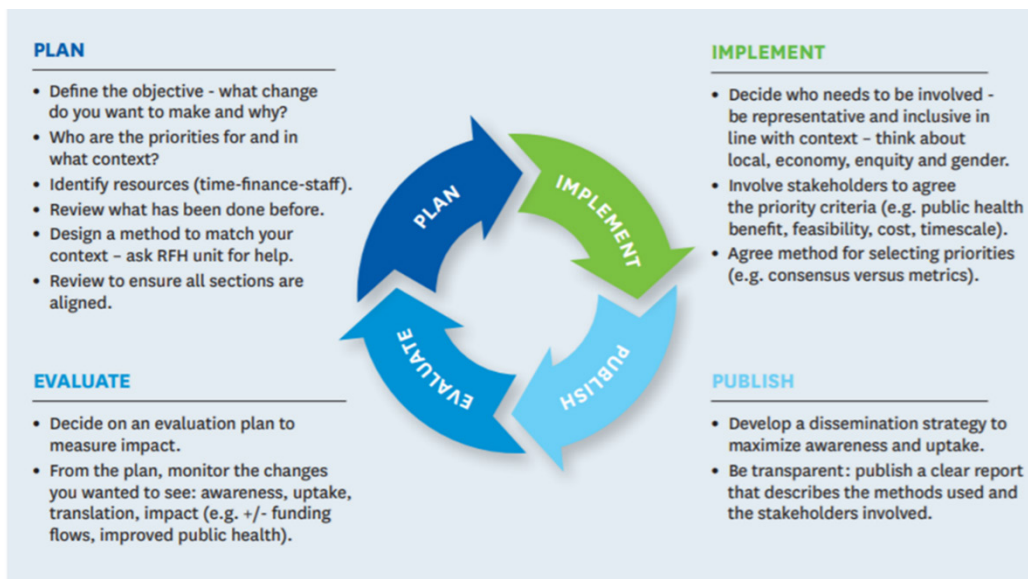 PLAN
• Define the objective - what change
do you want to make and why?
• Who are the priorities for and in
what context?
• Identify resources (time-finance-staff).
• Review what has been done before.
• Design a method to match your
context – ask RFH unit for help.
• Review to ensure all sections are
aligned.
IMPLEMENT
• Decide who needs to be involved -
be representative and inclusive in
line with context – think about
local, economy, enquity and gender.
• Involve stakeholders to agree
the priority criteria (e.g. public health
benefit, feasibility, cost, timescale).
• Agree method for selecting priorities
(e.g. consensus versus metrics).
PLAN
IMPLEMENT
PUBLISH
EVALUATE
EVALUATE
• Decide on an evaluation plan to
measure impact.
• From the plan, monitor the changes
you wanted to see: awareness, uptake,
translation, impact (e.g. +/- funding
flows, improved public health).
PUBLISH
• Develop a dissemination strategy to
maximize awareness and uptake.
• Be transparent: publish a clear report
that describes the methods used and
the stakeholders involved.